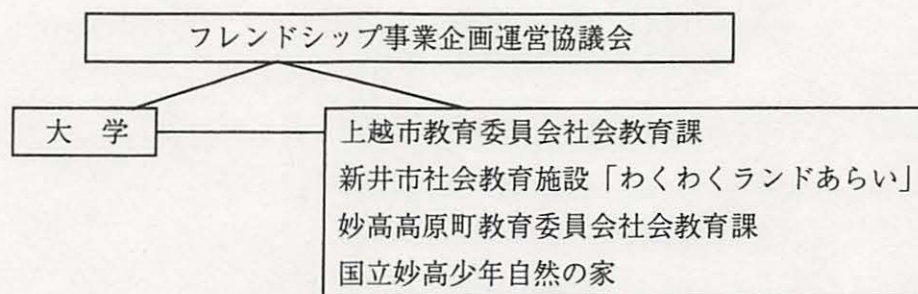 フレンドシップ事業企画運営協議会
大 学
上越市教育委員会社会教育課
新井市社会教育施設「わくわくランドあらい」
妙高高原町教育委員会社会教育課
国立妙高少年自然の家